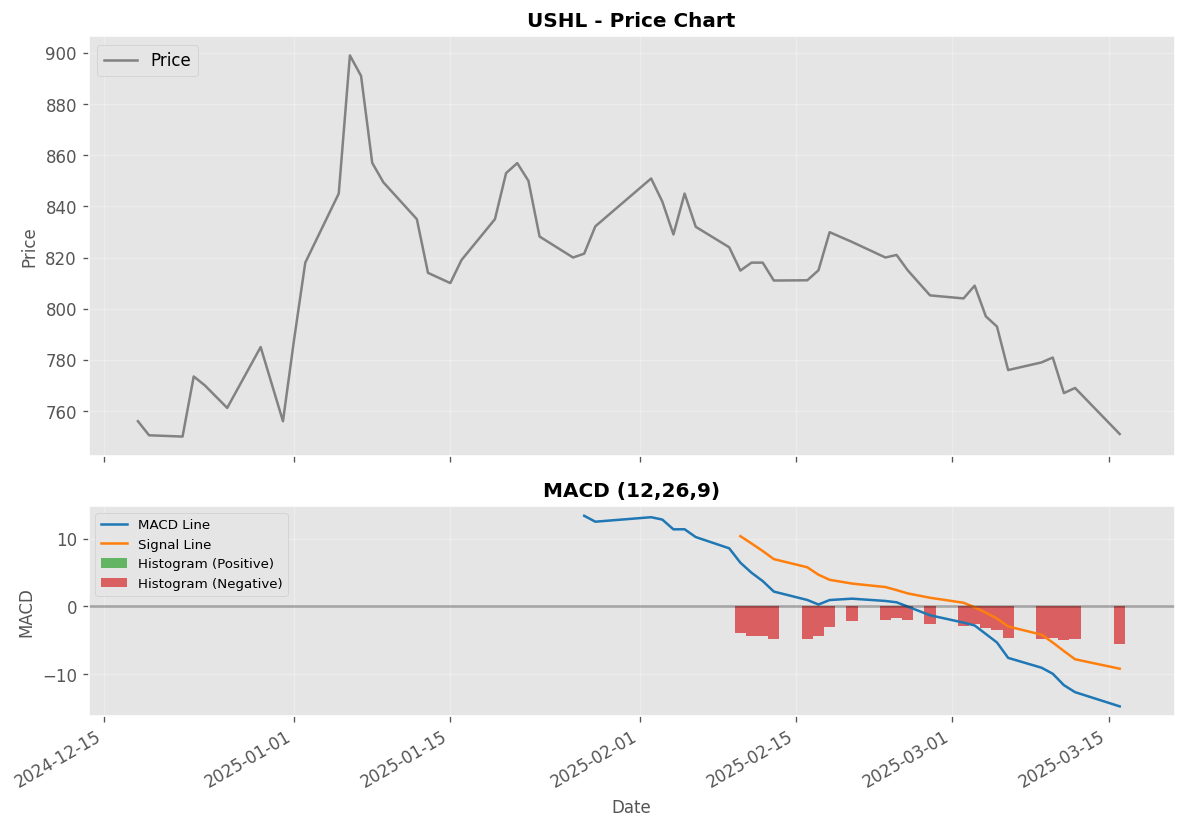 USHL - Price Chart
Price
900
880
860
840
820
800
780
760
Price
MACD (12,26,9)
MACD Line
Signal Line
Histogram (Positive)
Histogram (Negative)
10
0
−10
MACD
2024-12-15
2025-01-01
2025-01-15
2025-02-01
2025-02-15
2025-03-01
2025-03-15
Date